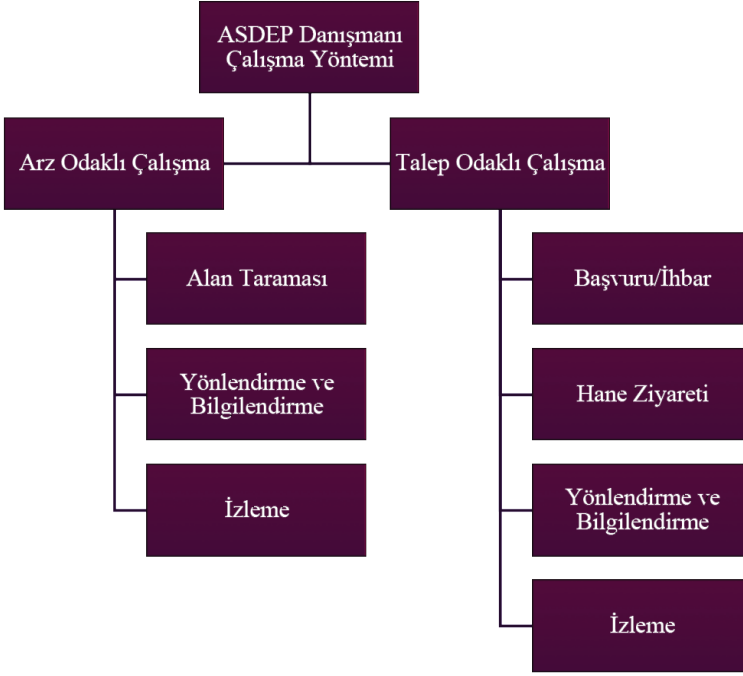 ASDEP Danışmanı
Çalışma Yöntemi
Arz Odaklı Çalışma
Alan Taraması
Yönlendirme ve
Bilgilendirme
İzleme
Talep Odaklı Çalışma
Başvuru/İhbar
Hane Ziyareti
Yönlendirme ve
Bilgilendirme
İzleme